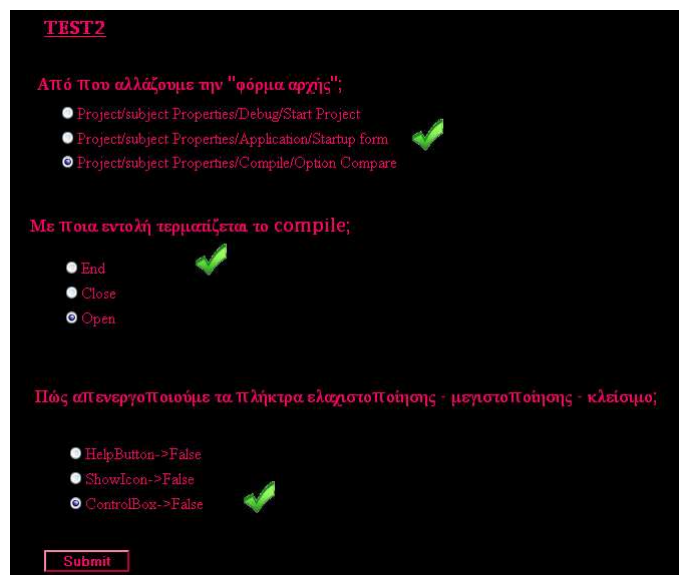 TEST2
Από που αλλάζουμε την "φόρμα αρχής";
Project/subject Properties/Debug/Start Project
Project/subject Properties/Application/Startup form
Project/subject Properties/Compile/Option Compare
Με ποια εντολή τερματίζεται το compile;
End
Close
Open
Πώς απενεργοποιούμε τα πλήκτρα ελαχιστοποίησης - μεγιστοποίησης - κλείσιμο;
HelpButton->False
ShowIcon->False
ControlBox->False
Submit